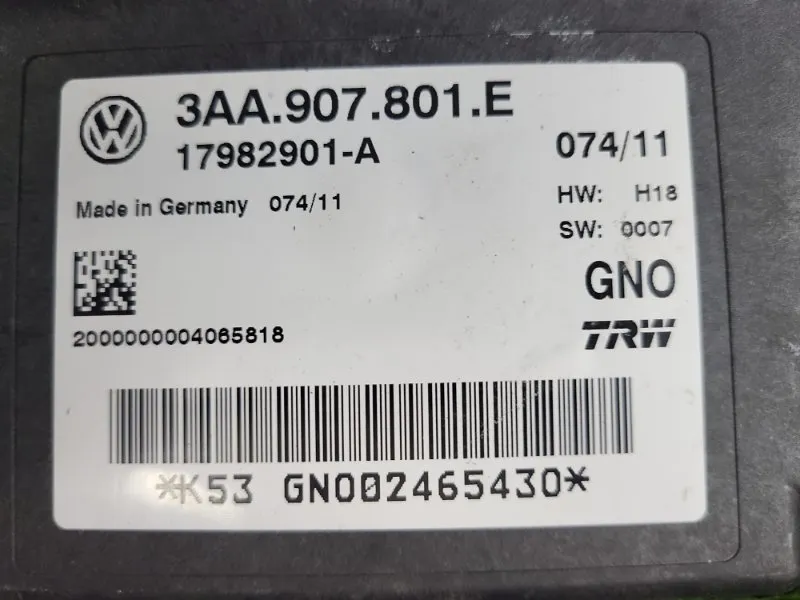 3AA.907.801.E
17982901-A
074/11
Made in Germany 074/11
HW: H18
SW: 0007
GNO
2000000004065818
TRW
*K53 GNO02465430*